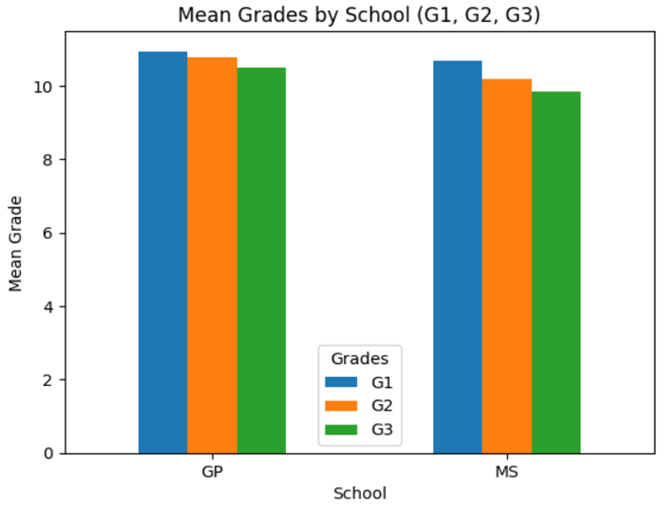 Mean Grades by School (G1, G2, G3)
Mean Grade
10
8
6
4
2
0
Grades
G1
G2
G3
GP
MS
School